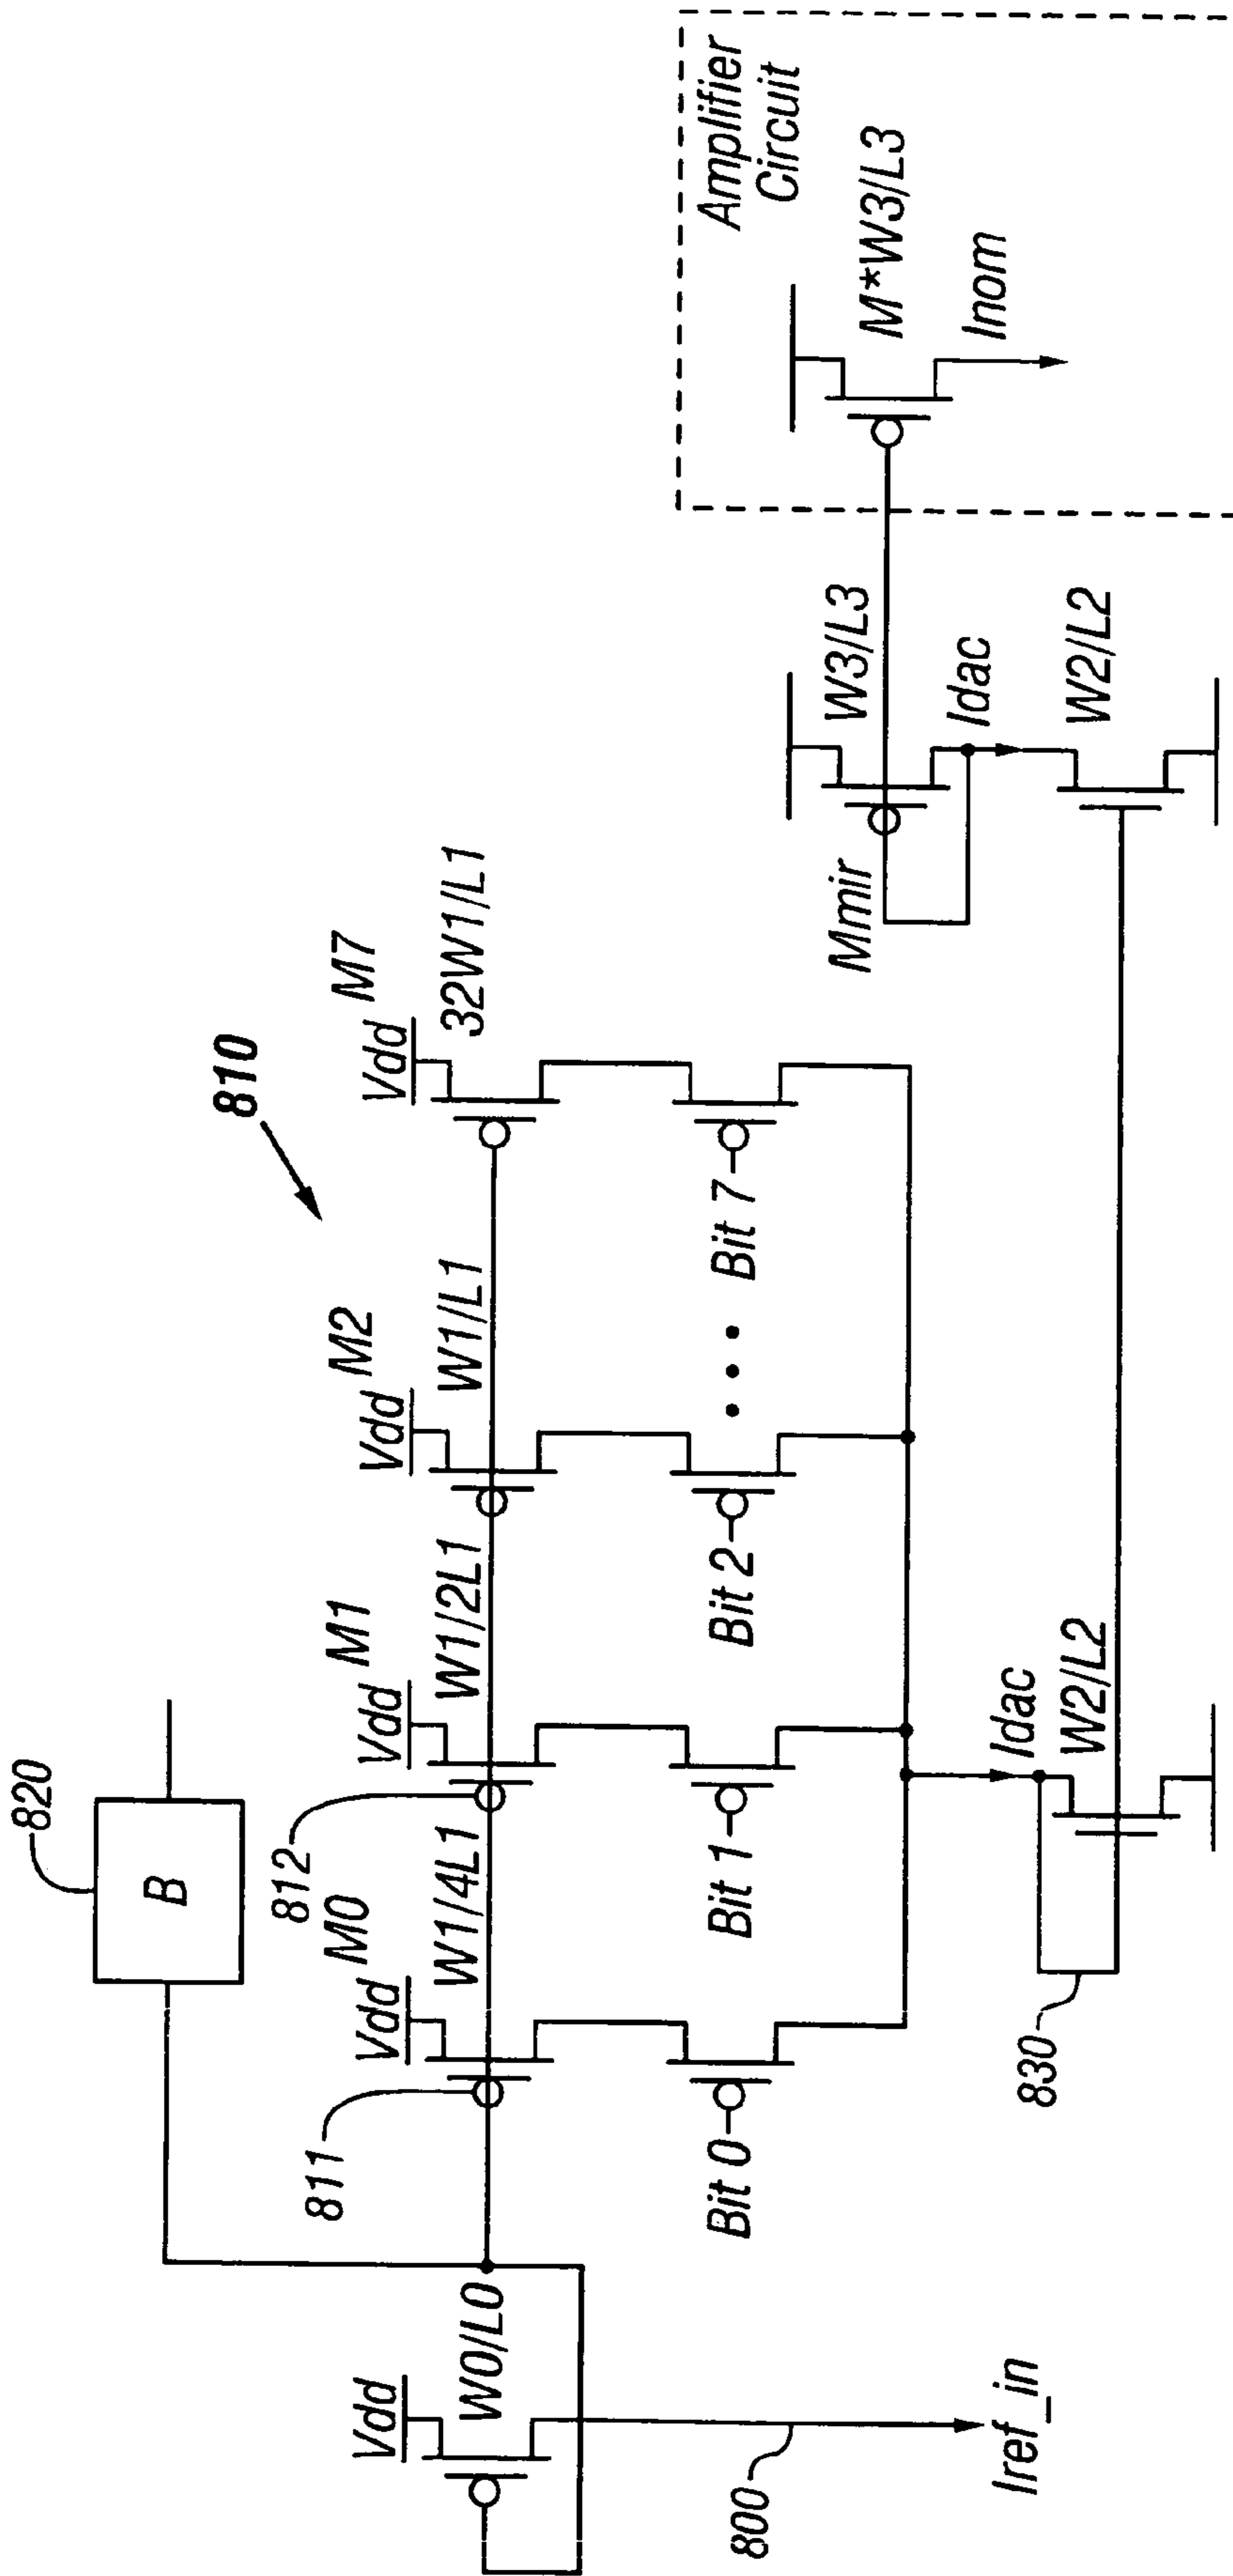 820
B
810
Vdd
M0
Vdd
M1
Vdd
M2
Vdd
M7
Vdd
W0/L0
811
W1/4L1
812
W1/2L1
W1/L1
32W1/L1
Bit 0
Bit 1
Bit 2
• • •
Bit 7
800
Iref_in
830
Idac
W2/L2
Mmir
W3/L3
Idac
W2/L2
Amplifier
Circuit
M*W3/L3
Inom